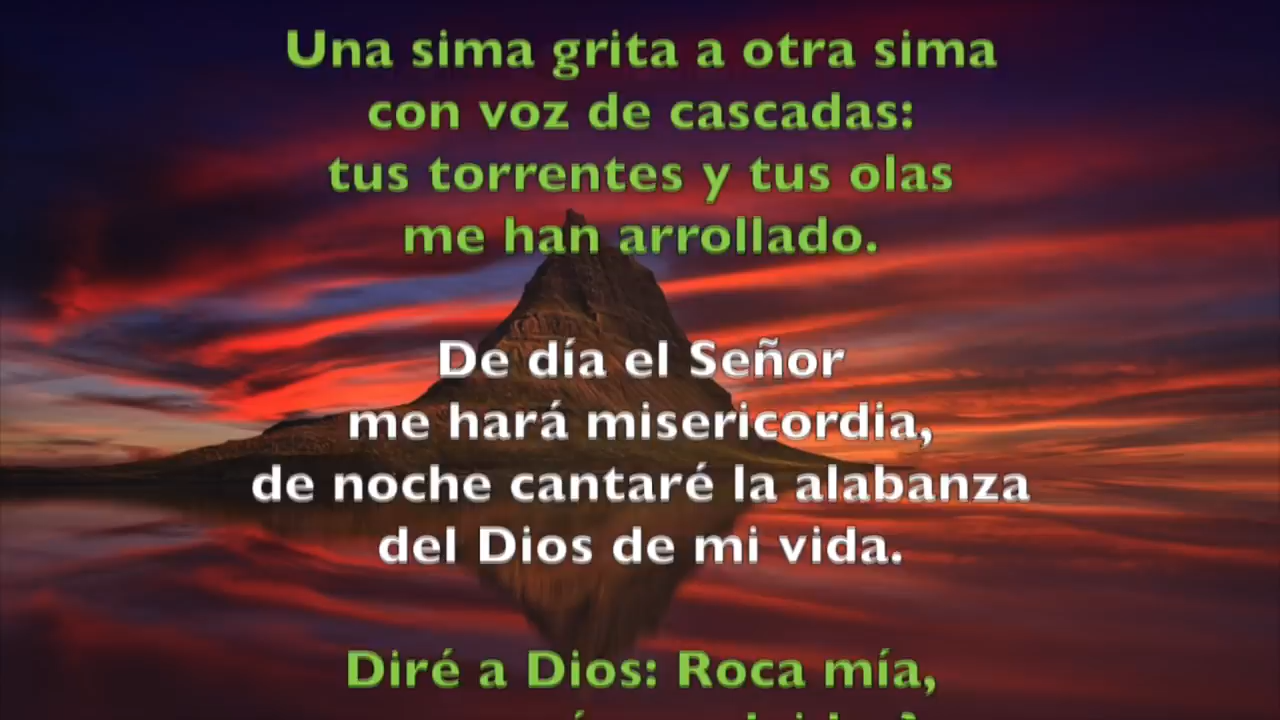 Una sima grita a otra sima
con voz de cascadas:
tus torrentes y tus olas
me han arrollado.
De día el Señor
me hará misericordia,
de noche cantaré la alabanza
del Dios de mi vida.
Diré a Dios: Roca mía,